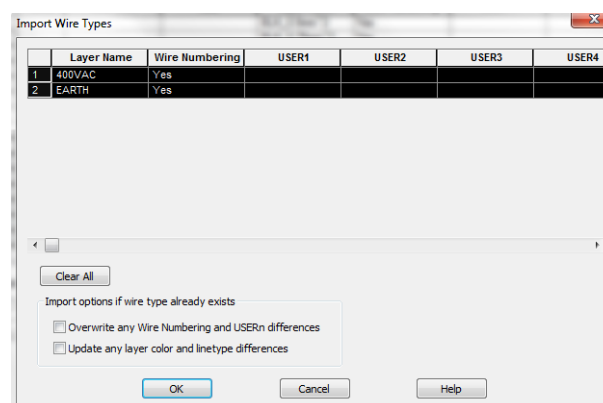 Import Wire Types
Layer Name Wire Numbering USER1 USER2 USER3 USER4
1 400VAC Yes
2 EARTH Yes
Clear All
Import options if wire type already exists
Overwrite any Wire Numbering and USERn differences
Update any layer color and linetype differences
OK Cancel Help